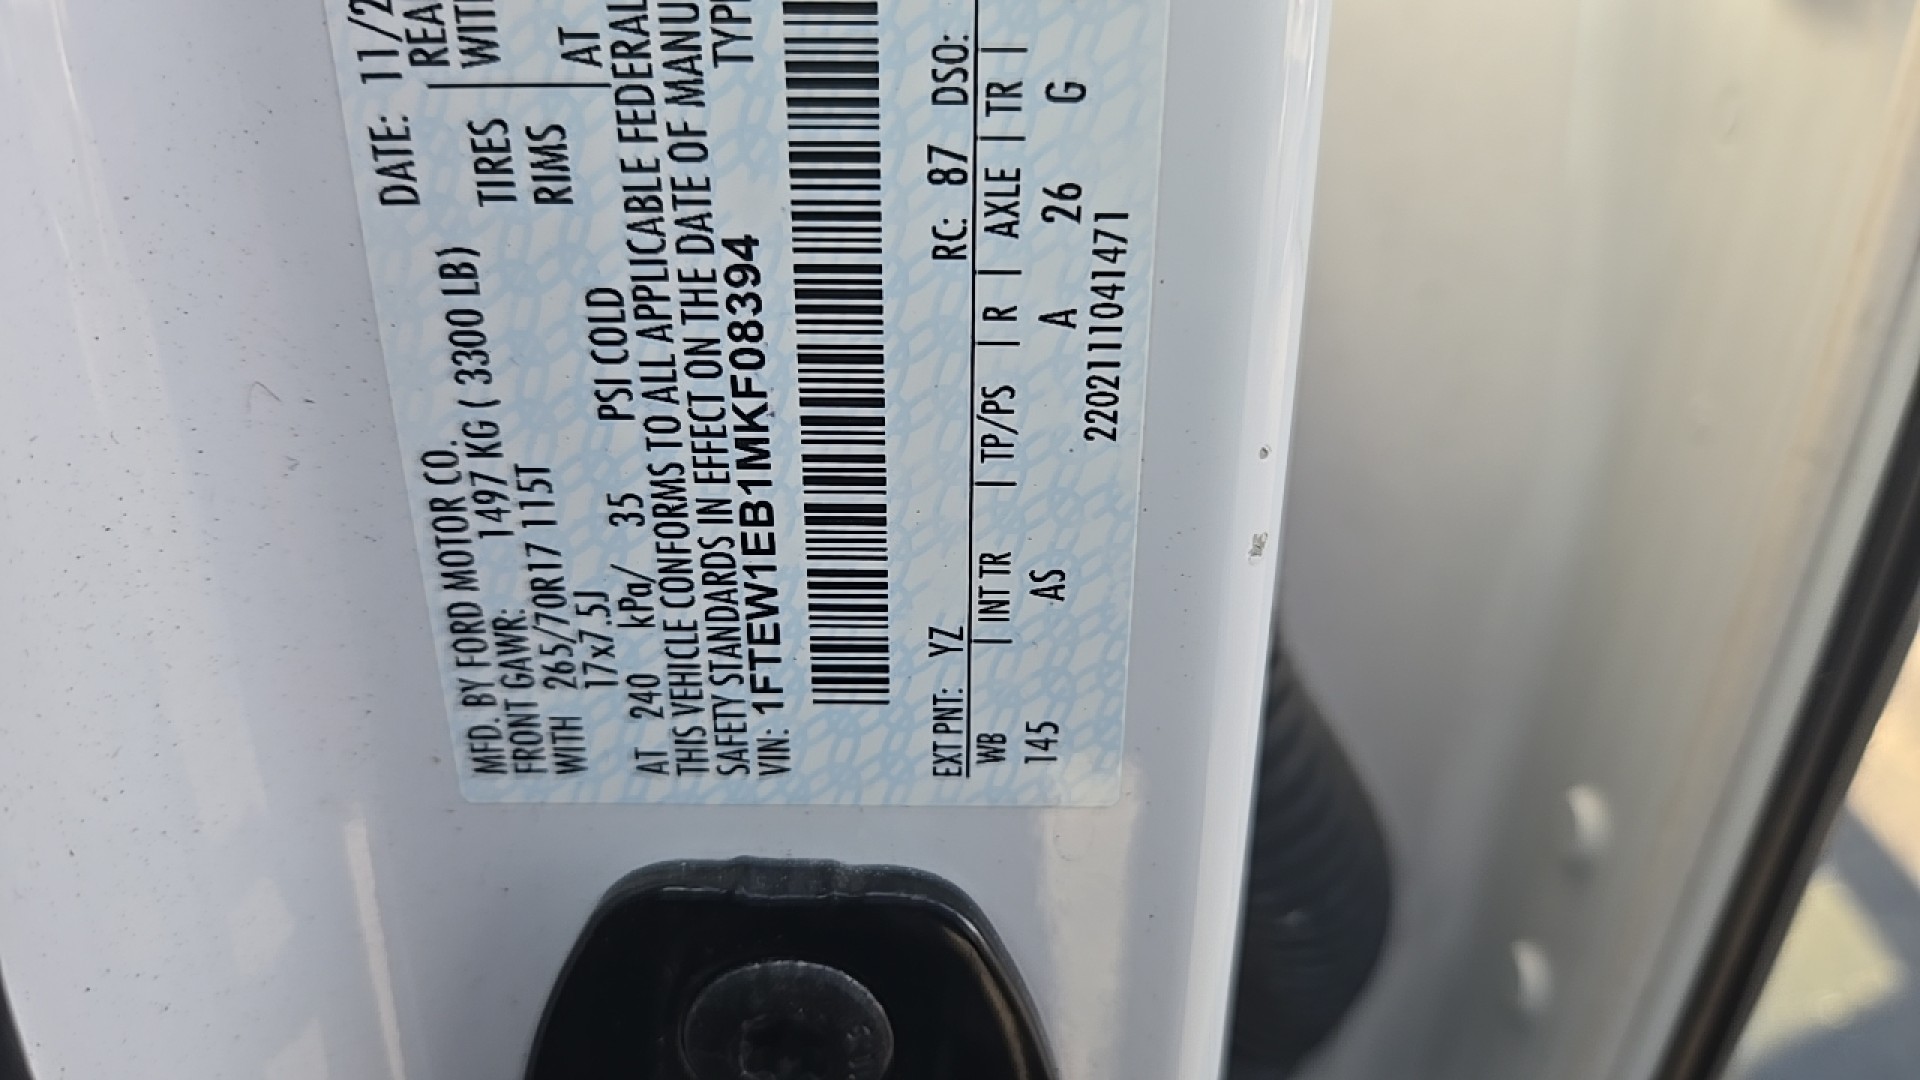 MFD. BY FORD MOTOR CO. DATE: 11/2
FRONT GAWR: 1497 KG ( 3300 LB)
WITH 265/70R17 115T TIRES
17x7.5J RIMS
AT 240 kPa/ 35 PSI COLD AT
THIS VEHICLE CONFORMS TO ALL APPLICABLE FEDERAL
SAFETY STANDARDS IN EFFECT ON THE DATE OF MANU
VIN: 1FTEW1EB1MKF08394 TYP
EXT PNT: YZ RC: 87 DSO:
WB | INT TR | TP/PS | R | AXLE | TR |
145 AS A 26 G
2202111041471